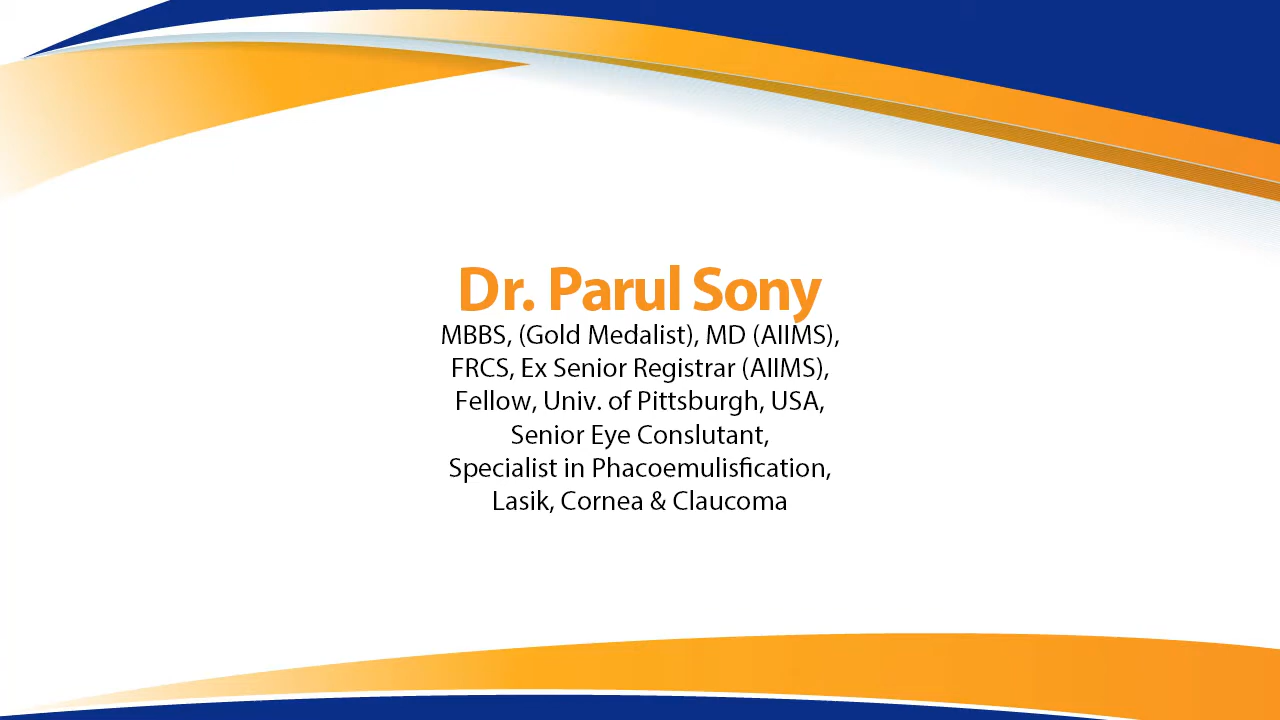 Dr. Parul Sony
MBBS, (Gold Medalist), MD (AIIMS),
FRCS, Ex Senior Registrar (AIIMS),
Fellow, Univ. of Pittsburgh, USA,
Senior Eye Conslutant,
Specialist in Phacoemulisfication,
Lasik, Cornea & Claucoma